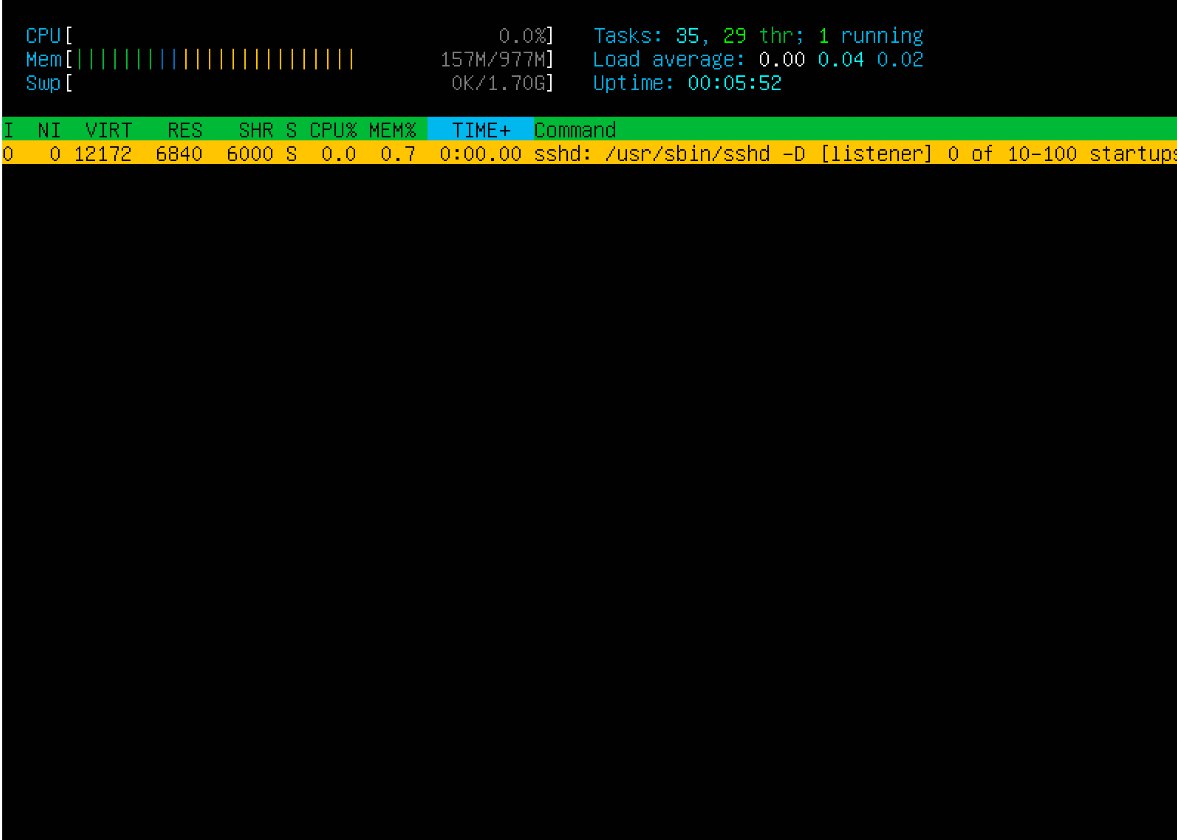 CPU[ 0.0%] Tasks: 35, 29 thr; 1 running
Mem[||||||||||||||||||||||||| 157M/977M] Load average: 0.00 0.04 0.02
Swp[ 0K/1.70G] Uptime: 00:05:52
I NI VIRT RES SHR S CPU% MEM% TIME+ Command
0 0 12172 6840 6000 S 0.0 0.7 0:00.00 sshd: /usr/sbin/sshd -D [listener] 0 of 10-100 startups